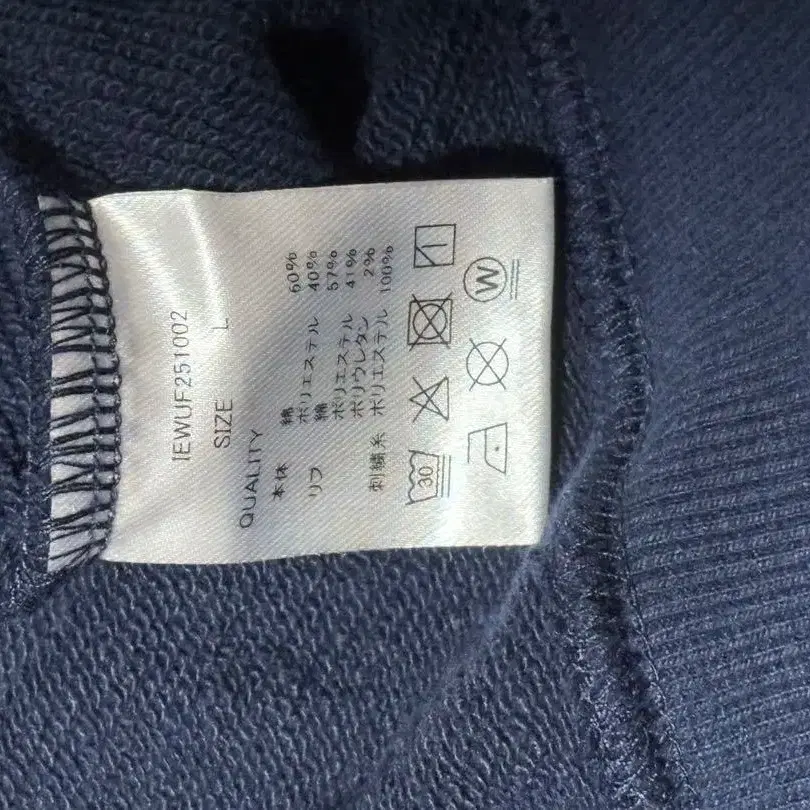 IEWUF251002
SIZE L
QUALITY
本体 綿 60%
ポリエステル 40%
リブ 綿 57%
ポリエステル 41%
ポリウレタン 2%
刺繍糸 ポリエステル 100%
30
W